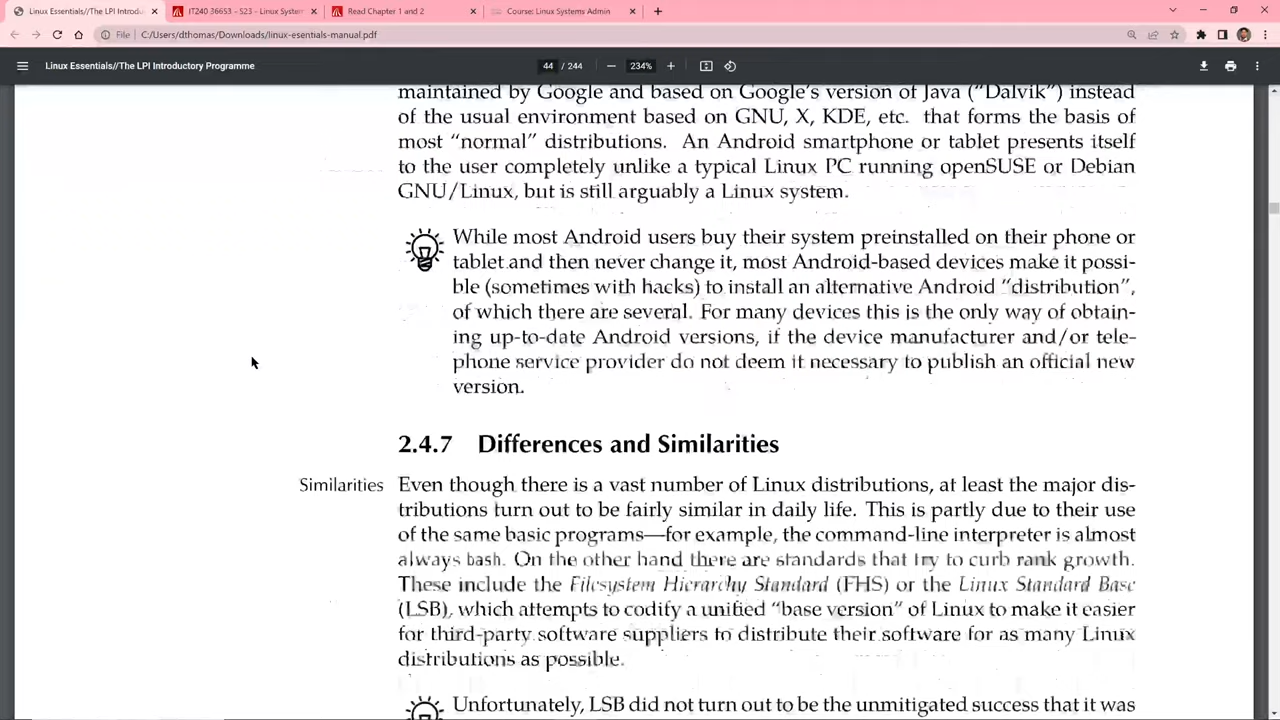 Linux Essentials//The LPI Introdu
IT240 36653 - S23 - Linux System
Read Chapter 1 and 2
Course: Linux Systems Admin
File
C:/Users/dthomas/Downloads/linux-esentials-manual.pdf
Linux Essentials//The LPI Introductory Programme
44 / 244
234%
maintained by Google and based on Google's version of Java ("Dalvik") instead
of the usual environment based on GNU, X, KDE, etc. that forms the basis of
most "normal" distributions. An Android smartphone or tablet presents itself
to the user completely unlike a typical Linux PC running openSUSE or Debian
GNU/Linux, but is still arguably a Linux system.
While most Android users buy their system preinstalled on their phone or
tablet and then never change it, most Android-based devices make it possi-
ble (sometimes with hacks) to install an alternative Android "distribution",
of which there are several. For many devices this is the only way of obtain-
ing up-to-date Android versions, if the device manufacturer and/or tele-
phone service provider do not deem it necessary to publish an official new
version.
2.4.7 Differences and Similarities
Similarities
Even though there is a vast number of Linux distributions, at least the major dis-
tributions turn out to be fairly similar in daily life. This is partly due to their use
of the same basic programs—for example, the command-line interpreter is almost
always bash. On the other hand there are standards that try to curb rank growth.
These include the Filesystem Hierarchy Standard (FHS) or the Linux Standard Base
(LSB), which attempts to codify a unified "base version" of Linux to make it easier
for third-party software suppliers to distribute their software for as many Linux
distributions as possible.
Unfortunately, LSB did not turn out to be the unmitigated success that it was